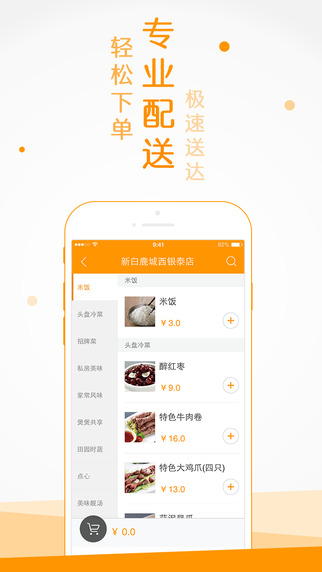 专业配送
轻松下单
极速送达
9:41
82%
新白鹿城西银泰店
米饭
头盘冷菜
招牌菜
私房美味
家常风味
煲煲共享
田园时蔬
点心
美味靓汤
米饭
米饭
¥ 3.0
头盘冷菜
醉红枣
¥ 9.0
特色牛肉卷
¥ 16.0
特色大鸡爪(四只)
¥ 13.0
¥ 0.0